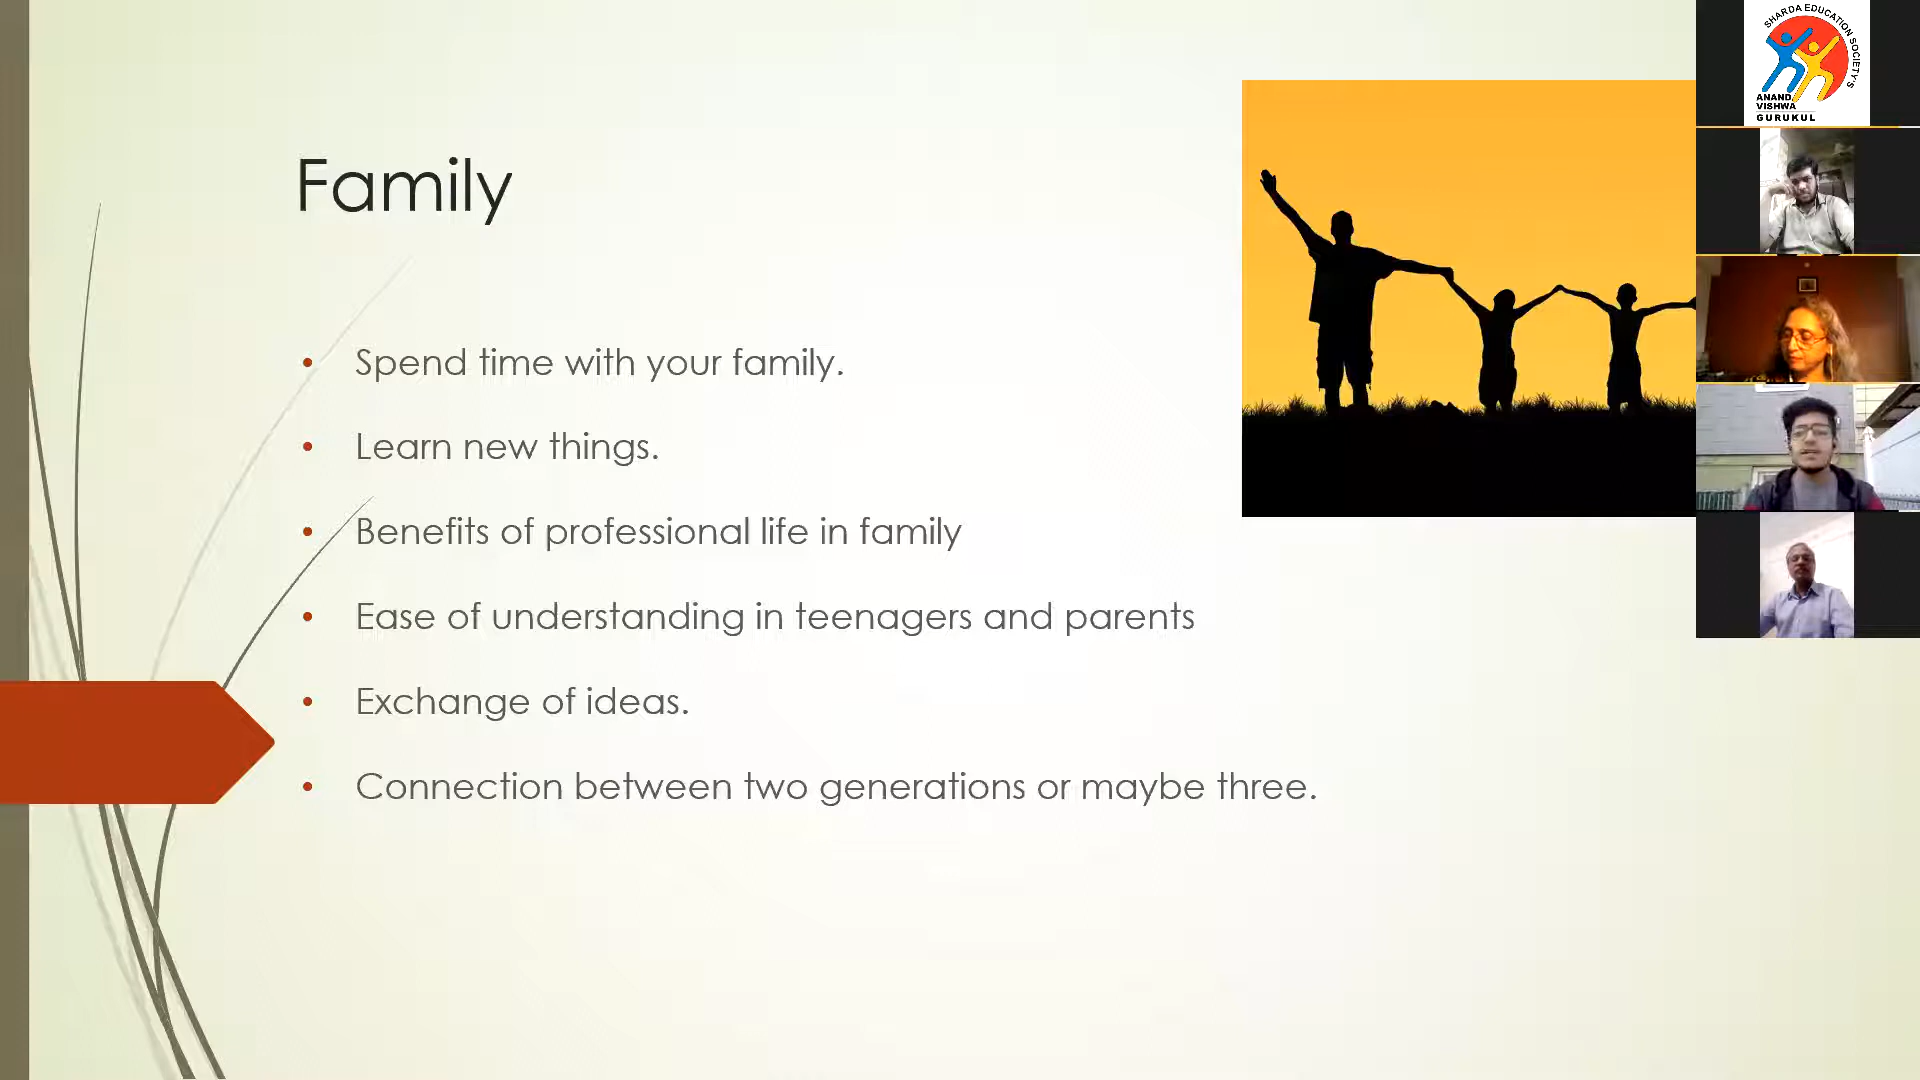 Family
Spend time with your family.
Learn new things.
Benefits of professional life in family
Ease of understanding in teenagers and parents
Exchange of ideas.
Connection between two generations or maybe three.
SHARDA EDUCATION SOCIETY'S
ANAND
VISHWA
GURUKUL